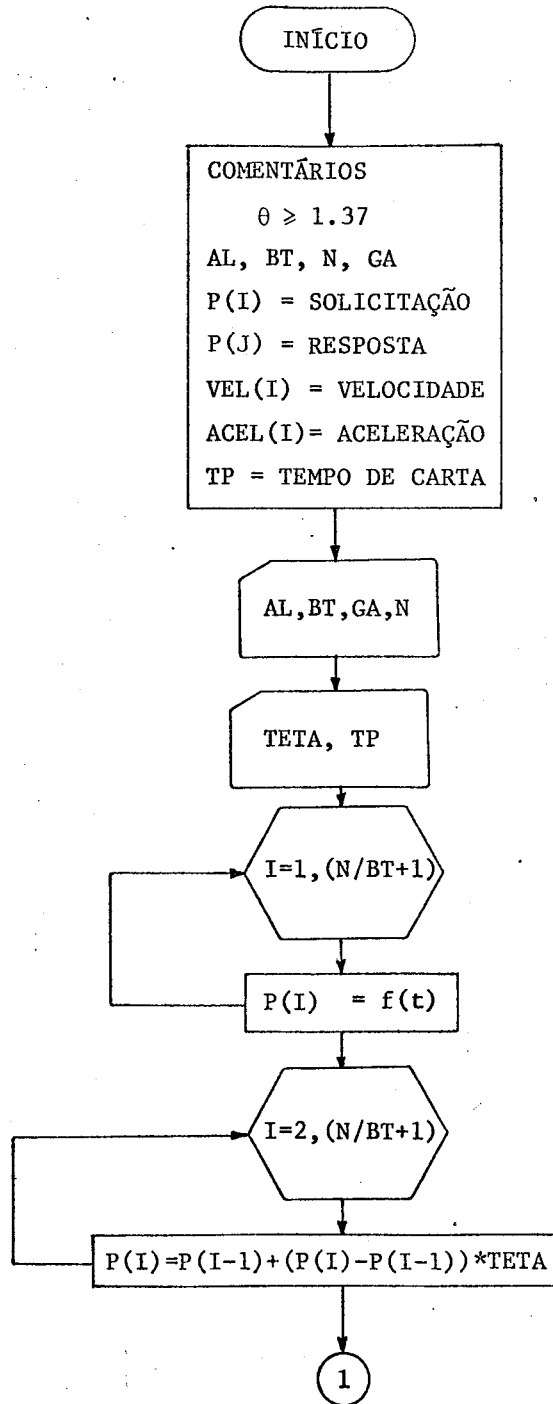 INÍCIO
COMENTÁRIOS
θ ⩾ 1.37
AL, BT, N, GA
P(I) = SOLICITAÇÃO
P(J) = RESPOSTA
VEL(I) = VELOCIDADE
ACEL(I)= ACELERAÇÃO
TP = TEMPO DE CARTA
AL,BT,GA,N
TETA, TP
I=1,(N/BT+1)
P(I) = f(t)
I=2,(N/BT+1)
P(I)=P(I-1)+(P(I)-P(I-1))*TETA
1